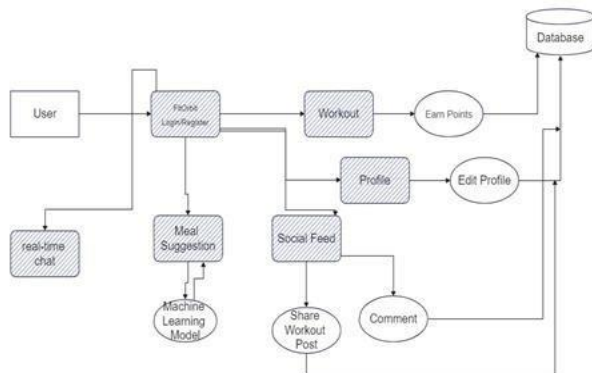 Database
User
FitOrbit
Login/Register
Workout
Earn Points
Profile
Edit Profile
real-time
chat
Meal
Suggestion
Social Feed
Machine
Learning
Model
Share
Workout
Post
Comment